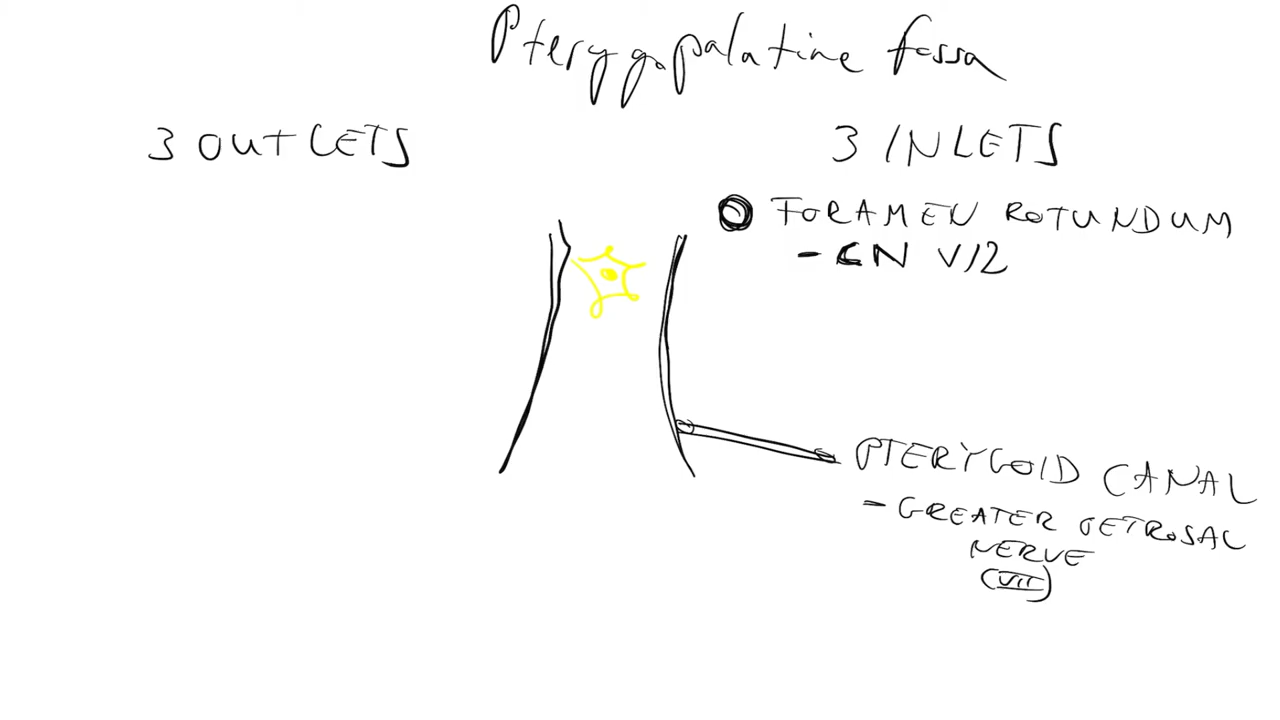 Pterygopalatine fossa
3 OUTLETS
3 INLETS
FORAMEN ROTUNDUM
- CN V/2
PTERYGOID CANAL
- GREATER PETROSAL
NERVE
(VII)